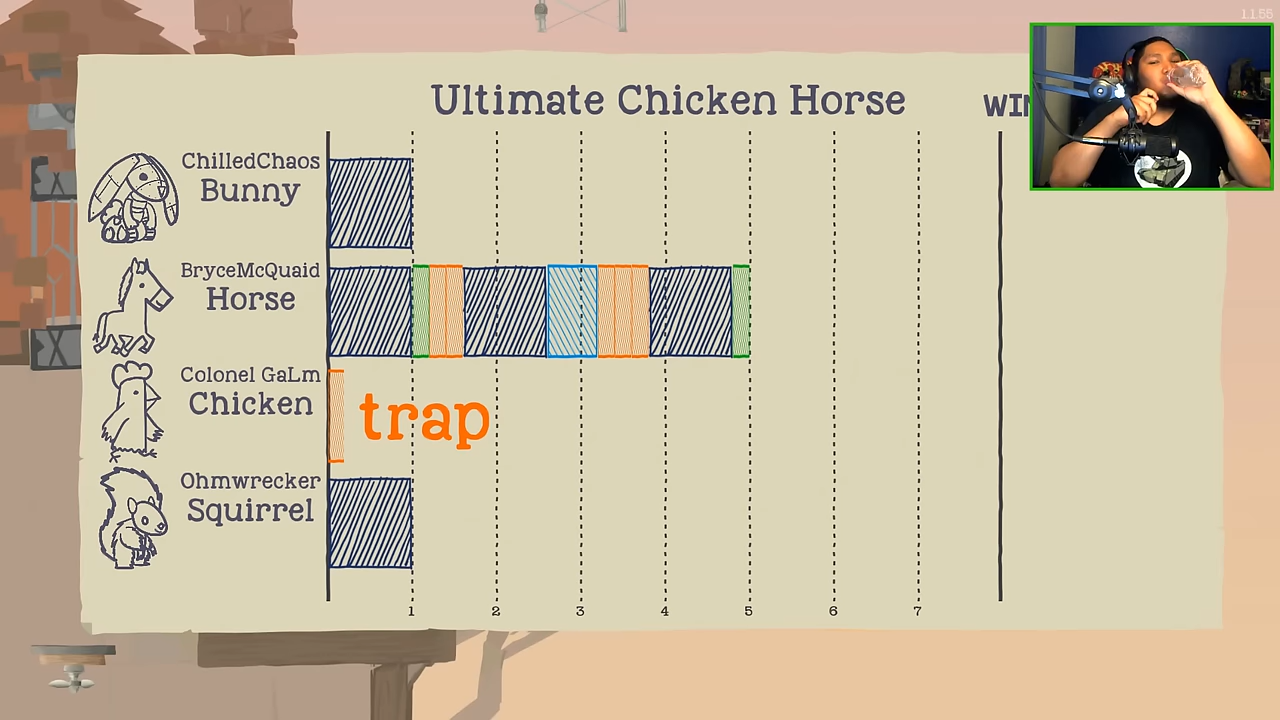 1.1.55
Ultimate Chicken Horse
WIN
ChilledChaos
Bunny
BryceMcQuaid
Horse
Colonel GaLm
Chicken
trap
Ohmwrecker
Squirrel
1 2 3 4 5 6 7